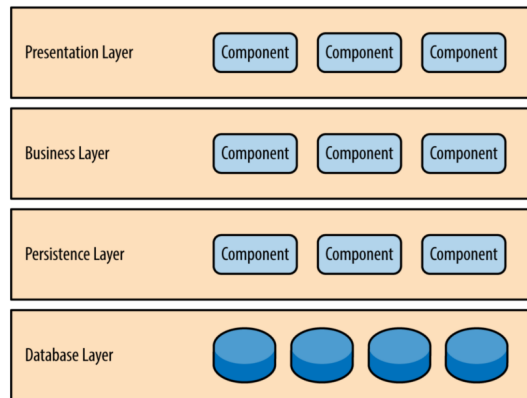 Presentation Layer Component Component Component
Business Layer Component Component Component
Persistence Layer Component Component Component
Database Layer